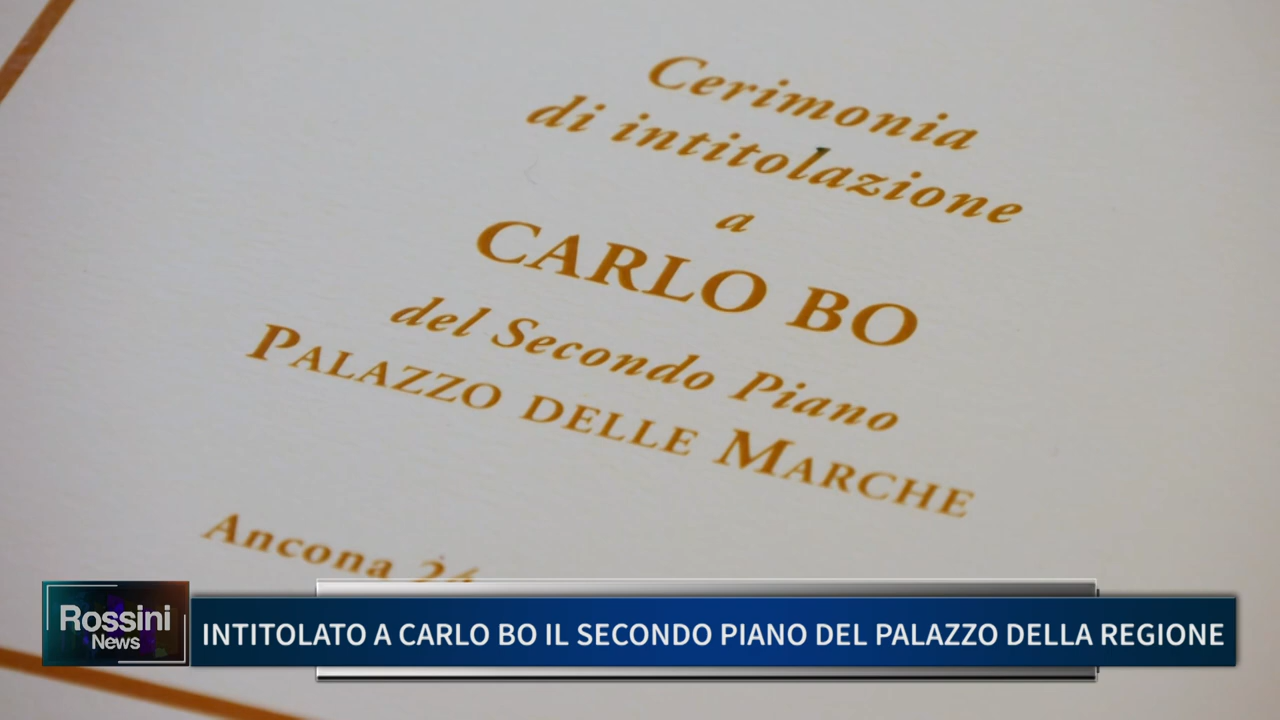 Cerimonia
di intitolazione
a
CARLO BO
del Secondo Piano
PALAZZO DELLE MARCHE
Ancona 24
Rossini
News
INTITOLATO A CARLO BO IL SECONDO PIANO DEL PALAZZO DELLA REGIONE